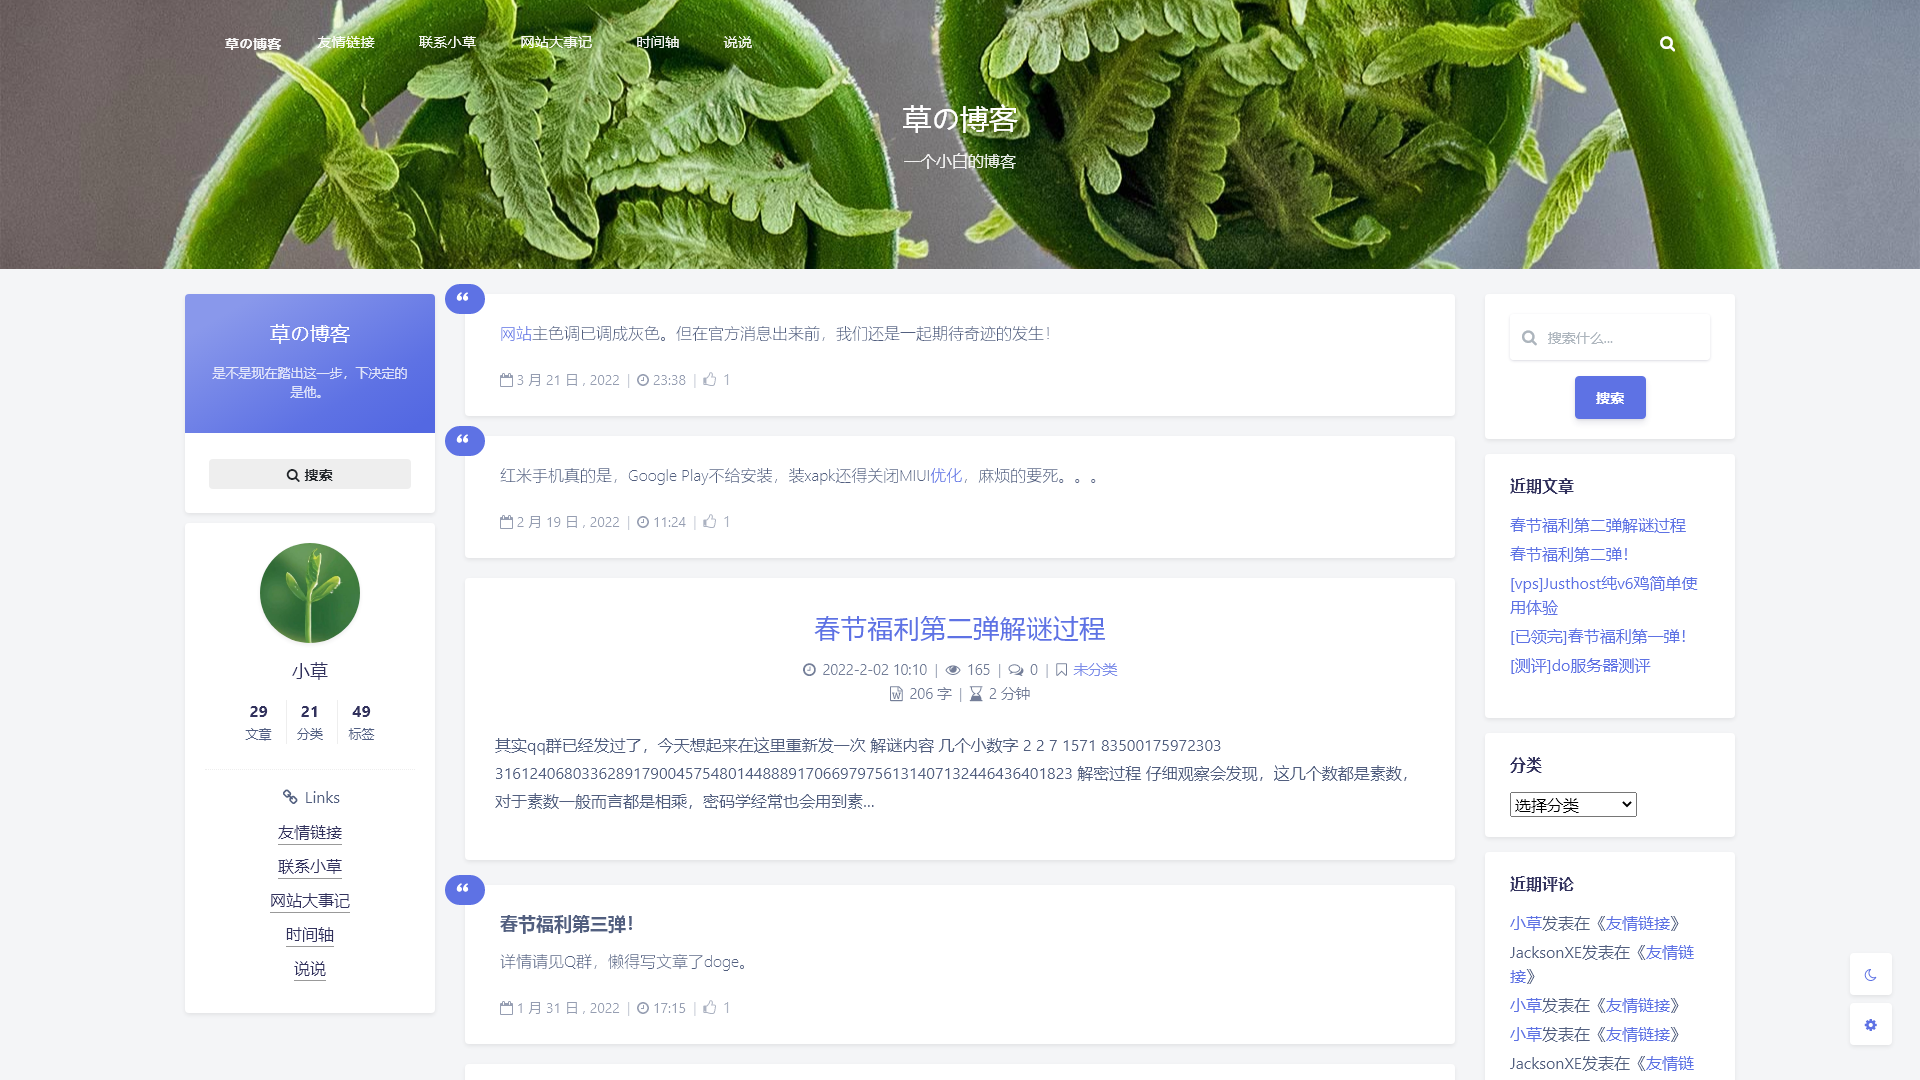 草の博客
友情链接
联系小草
网站大事记
时间轴
说说
草の博客
一个小白的博客
草の博客
是不是现在踏出这一步，下决定的
是他。
搜索
小草
29
文章
21
分类
49
标签
Links
友情链接
联系小草
网站大事记
时间轴
说说
网站主色调已调成灰色。但在官方消息出来前，我们还是一起期待奇迹的发生！
3 月 21 日 , 2022 | 23:38 | 1
红米手机真的是，Google Play不给安装，装xapk还得关闭MIUI优化，麻烦的要死。。。
2 月 19 日 , 2022 | 11:24 | 1
春节福利第二弹解谜过程
2022-2-02 10:10 | 165 | 0 | 未分类
206 字 | 2 分钟
其实qq群已经发过了，今天想起来在这里重新发一次 解谜内容 几个小数字 2 2 7 1571 83500175972303
316124068033628917900457548014488891706697975613140713244643640​1823 解密过程 仔细观察会发现，这几个数都是素数，
对于素数一般而言都是相乘，密码学经常也会用到素...
春节福利第三弹！
详情请见Q群，懒得写文章了doge。
1 月 31 日 , 2022 | 17:15 | 1
搜索什么...
搜索
近期文章
春节福利第二弹解谜过程
春节福利第二弹！
[vps]Justhost纯v6鸡简单使
用体验
[已领完]春节福利第一弹！
[测评]do服务器测评
分类
选择分类
近期评论
小草发表在《友情链接》
JacksonXE发表在《友情链
接》
小草发表在《友情链接》
小草发表在《友情链接》
JacksonXE发表在《友情链